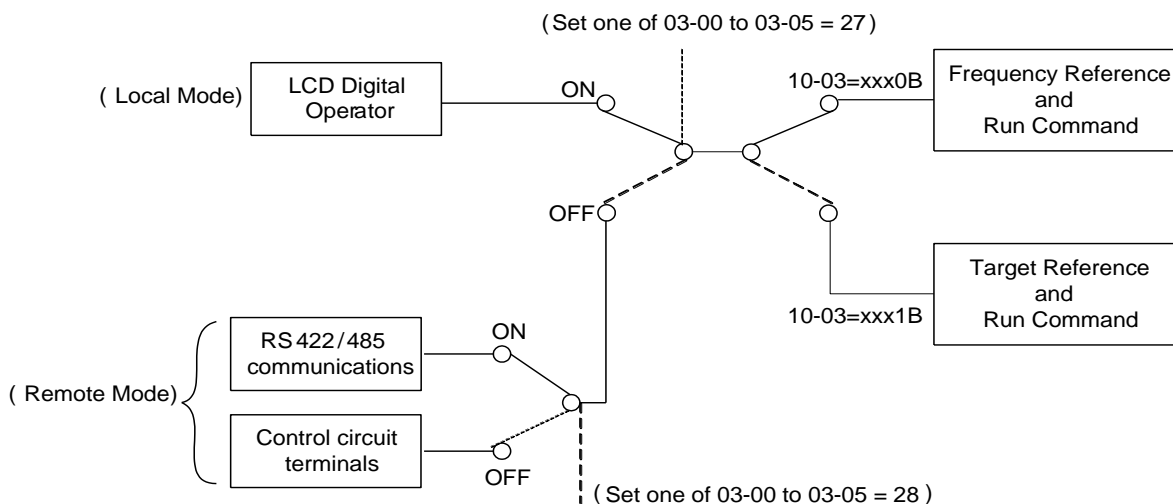 (Set one of 03-00 to 03-05 = 27)
(Local Mode)
LCD Digital
Operator
ON
10-03=xxx0B
Frequency Reference
and
Run Command
OFF
Target Reference
and
Run Command
10-03=xxx1B
(Remote Mode)
RS422/485
communications
ON
Control circuit
terminals
OFF
(Set one of 03-00 to 03-05 = 28)